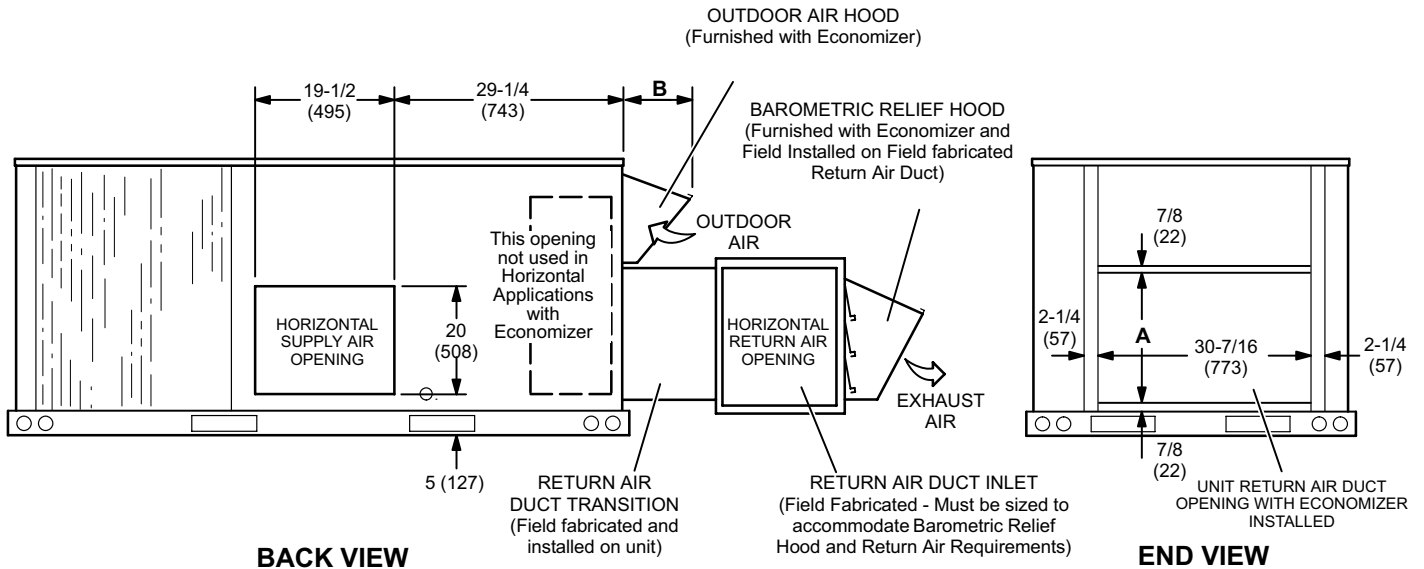 OUTDOOR AIR HOOD
(Furnished with Economizer)
19-1/2
(495)
29-1/4
(743)
B
BAROMETRIC RELIEF HOOD
(Furnished with Economizer and
Field Installed on Field fabricated
Return Air Duct)
OUTDOOR
AIR
This opening
not used in
Horizontal
Applications
with
Economizer
HORIZONTAL
SUPPLY AIR
OPENING
20
(508)
HORIZONTAL
RETURN AIR
OPENING
EXHAUST
AIR
5 (127)
RETURN AIR
DUCT TRANSITION
(Field fabricated and
installed on unit)
RETURN AIR DUCT INLET
(Field Fabricated - Must be sized to
accommodate Barometric Relief
Hood and Return Air Requirements)
BACK VIEW
7/8
(22)
2-1/4
(57)
A
30-7/16
(773)
2-1/4
(57)
7/8
(22)
UNIT RETURN AIR DUCT
OPENING WITH ECONOMIZER
INSTALLED
END VIEW